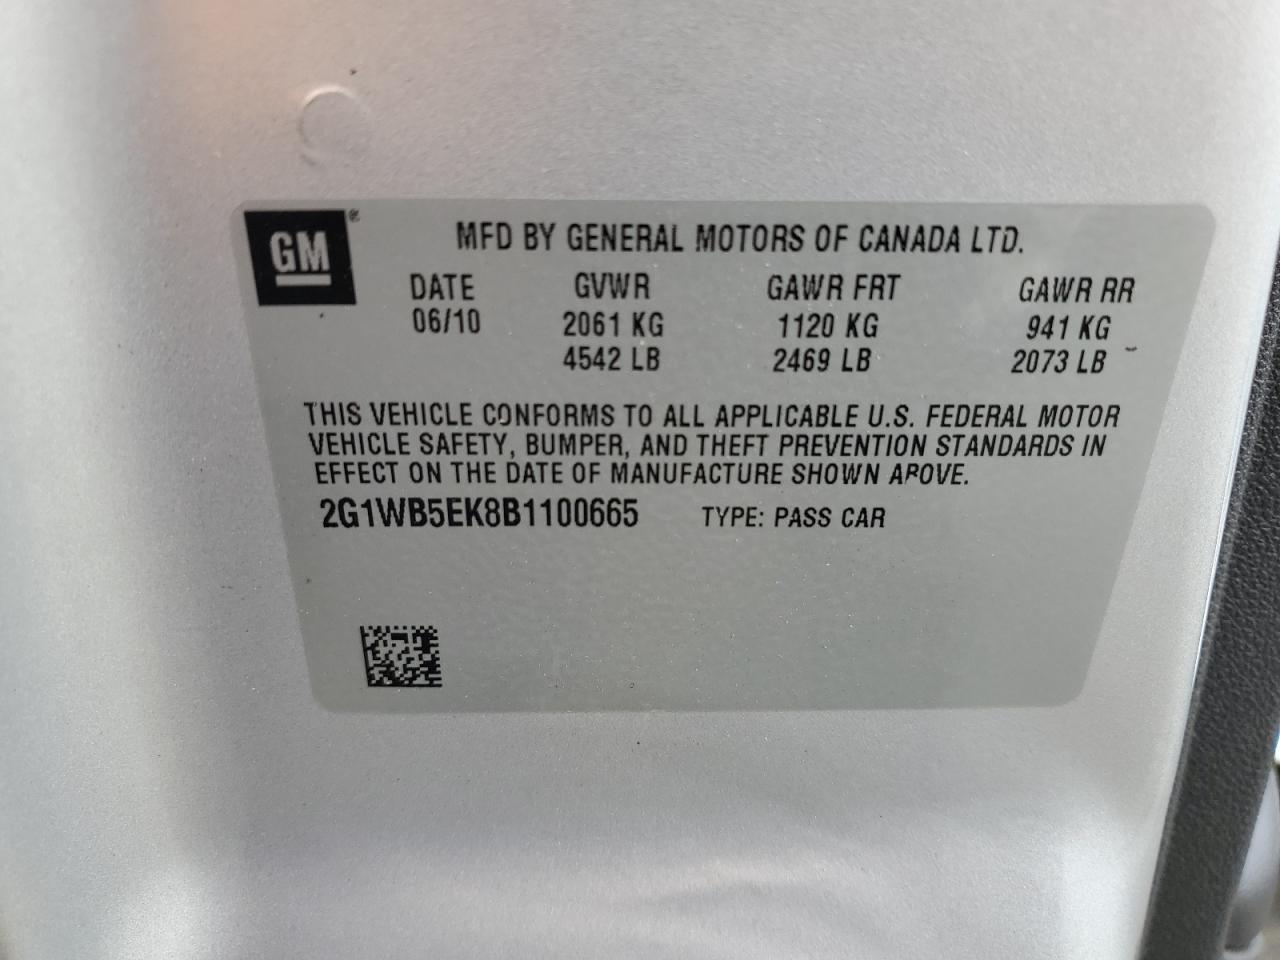 GM®
MFD BY GENERAL MOTORS OF CANADA LTD.
DATE GVWR GAWR FRT GAWR RR
06/10 2061 KG 1120 KG 941 KG
4542 LB 2469 LB 2073 LB
THIS VEHICLE CONFORMS TO ALL APPLICABLE U.S. FEDERAL MOTOR
VEHICLE SAFETY, BUMPER, AND THEFT PREVENTION STANDARDS IN
EFFECT ON THE DATE OF MANUFACTURE SHOWN ABOVE.
2G1WB5EK8B1100665 TYPE: PASS CAR